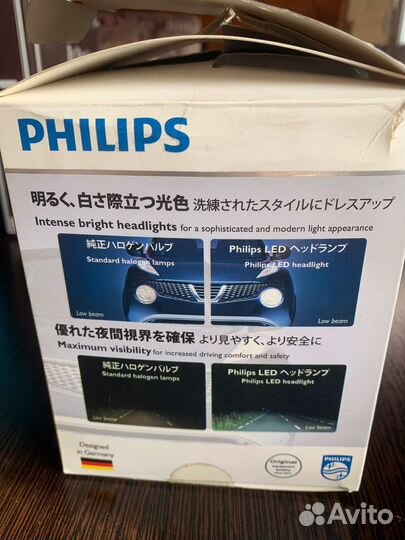 PHILIPS
明るく、白さ際立つ光色 洗練されたスタイルにドレスアップ
Intense bright headlights for a sophisticated and modern light appearance
純正ハロゲンバルブ
Standard halogen lamps
Philips LED ヘッドランプ
Philips LED headlight
Low beam
Low beam
優れた夜間視界を確保 より見やすく、より安全に
Maximum visibility for increased driving comfort and safety
純正ハロゲンバルブ
Standard halogen lamps
Philips LED ヘッドランプ
Philips LED headlight
Low beam
Low beam
Designed
in Germany
Original
PHILIPS
Avito